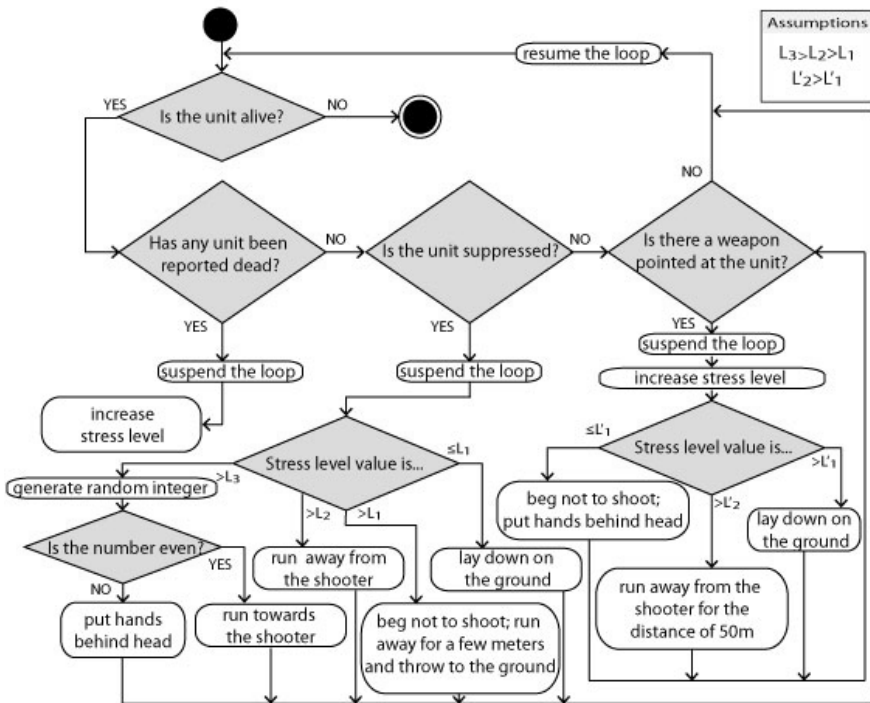 Assumptions
L₃>L₂>L₁
L'₂>L'₁
resume the loop
YES
Is the unit alive?
NO
Has any unit been
reported dead?
NO
Is the unit suppressed?
NO
NO
Is there a weapon
pointed at the unit?
YES
YES
YES
suspend the loop
suspend the loop
suspend the loop
increase stress level
increase
stress level
≤L₁
Stress level value is...
>L₃
>L₂
>L₁
≤L'₁
Stress level value is...
>L'₁
>L'₂
generate random integer
Is the number even?
YES
NO
put hands
behind head
run towards
the shooter
run away from
the shooter
beg not to shoot; run
away for a few meters
and throw to the ground
lay down on
the ground
beg not to shoot;
put hands behind head
run away from the
shooter for the
distance of 50m
lay down on
the ground